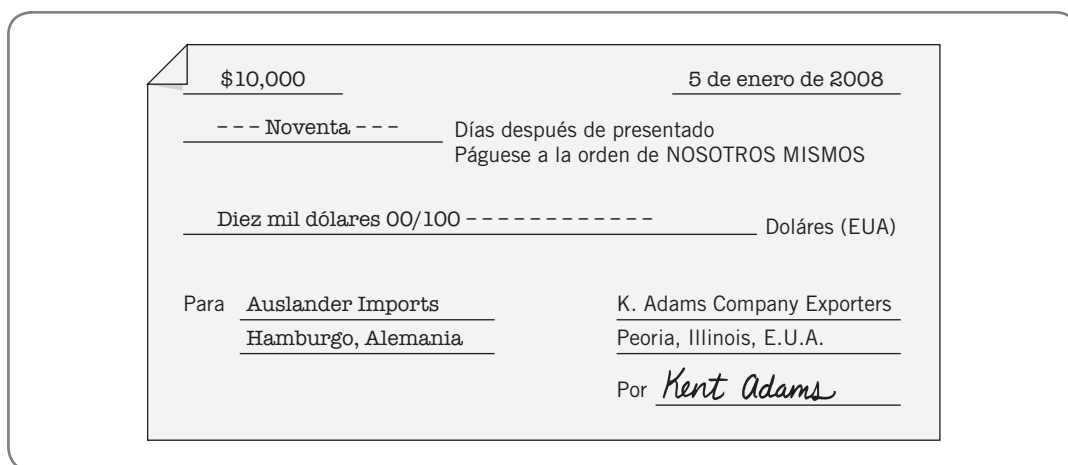 $10,000 5 de enero de 2008
--- Noventa --- Días después de presentado
Páguese a la orden de NOSOTROS MISMOS
Diez mil dólares 00/100 ------------ Doláres (EUA)
Para Auslander Imports K. Adams Company Exporters
Hamburgo, Alemania Peoria, Illinois, E.U.A.
Por Kent Adams